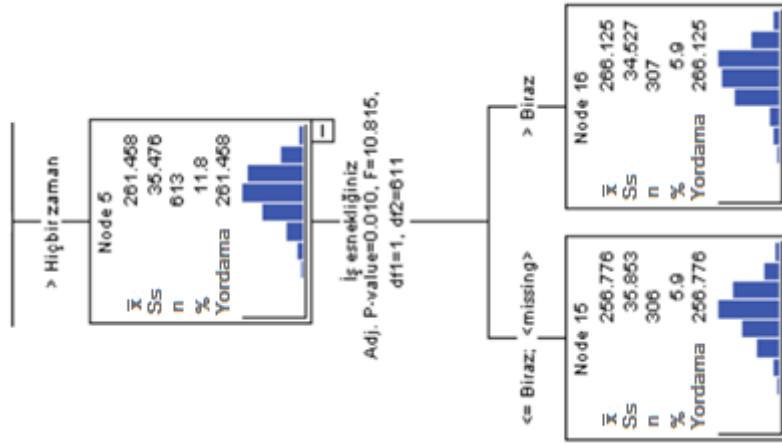 > Hiçbir zaman
Node 5
x̅ 261.458
Ss 35.476
n 613
% 11.8
Yordama 261.458
İş esnekliğiniz
Adj. P-value=0.010, F=10.815,
df1=1, df2=611
<= Biraz; <missing>
Node 15
x̅ 256.776
Ss 35.853
n 306
% 5.9
Yordama 256.776
> Biraz
Node 16
x̅ 266.125
Ss 34.527
n 307
% 5.9
Yordama 266.125